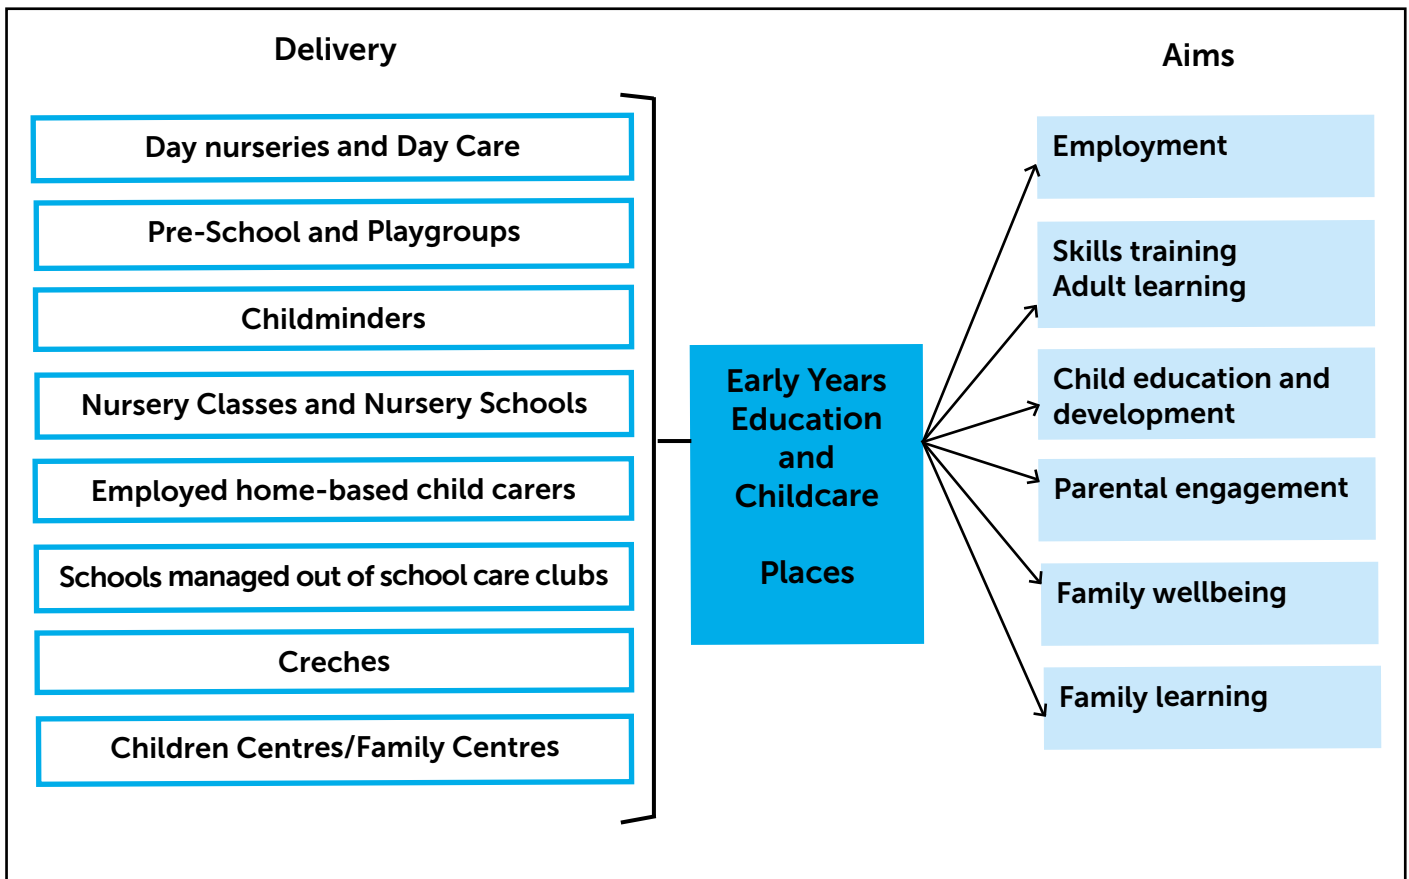 Delivery
Day nurseries and Day Care
Pre-School and Playgroups
Childminders
Nursery Classes and Nursery Schools
Employed home-based child carers
Schools managed out of school care clubs
Creches
Children Centres/Family Centres
Early Years
Education
and
Childcare
Places
Aims
Employment
Skills training
Adult learning
Child education and
development
Parental engagement
Family wellbeing
Family learning